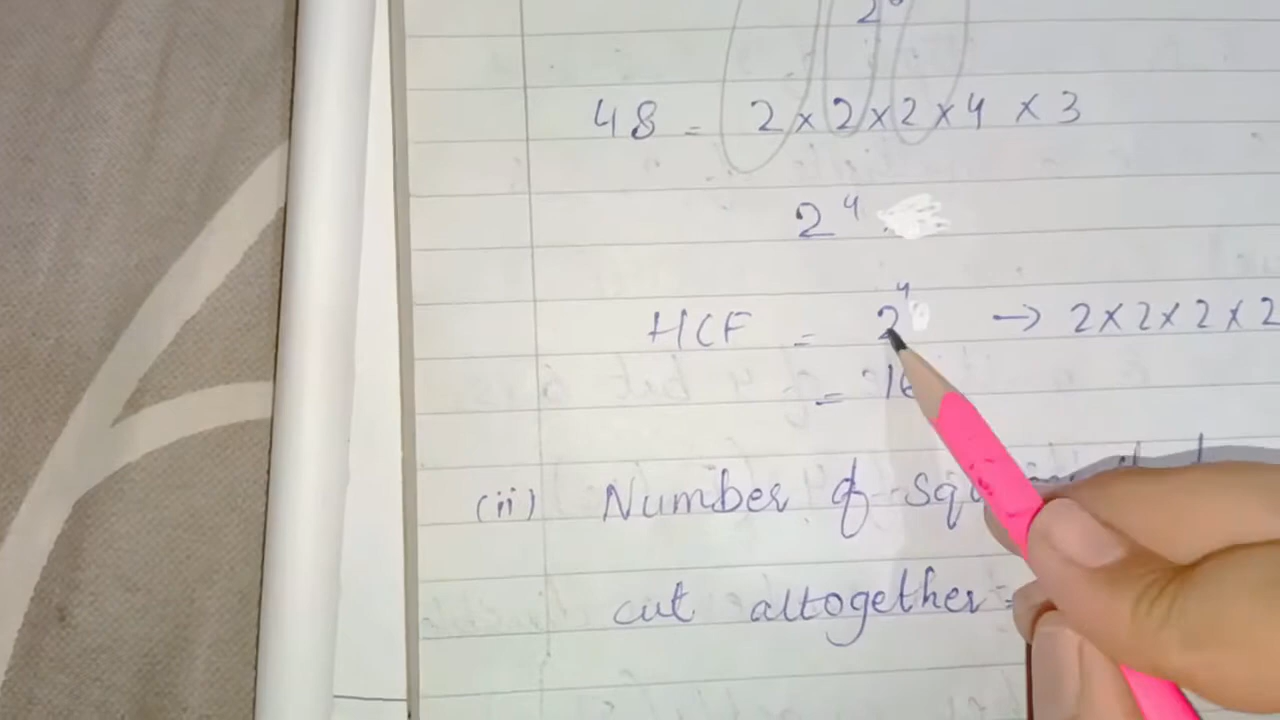 48 = 2 × 2 × 2 × 4 × 3
2⁴
HCF = 2⁴ → 2 × 2 × 2 × 2
= 16
(ii) Number of
cut altogether =